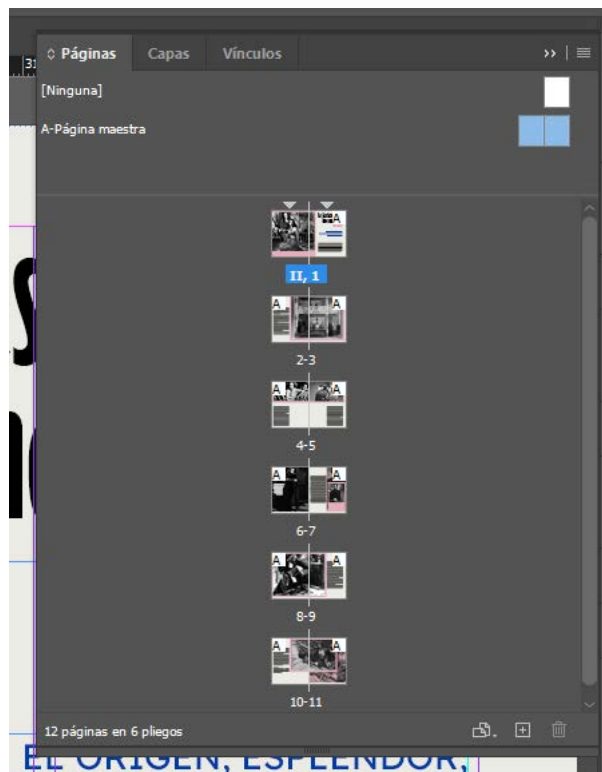 31
Páginas Capas Vínculos
[Ninguna]
A-Página maestra
A
II, 1
A A
2-3
A A
4-5
A A
6-7
A A
8-9
A A
10-11
12 páginas en 6 pliegos
EL ORIGEN, ESPLENDOR,